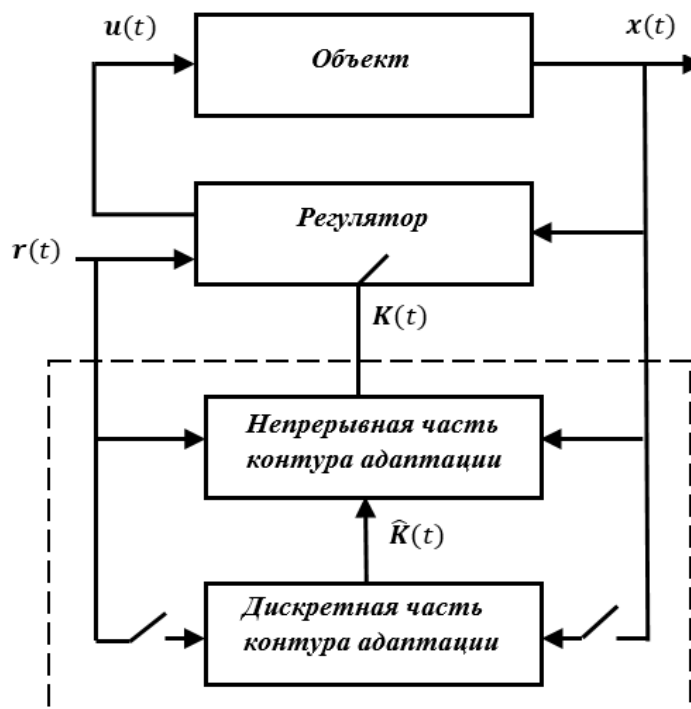 u(t)
x(t)
Объект
Регулятор
r(t)
K(t)
Непрерывная часть
контура адаптации
K̂(t)
Дискретная часть
контура адаптации